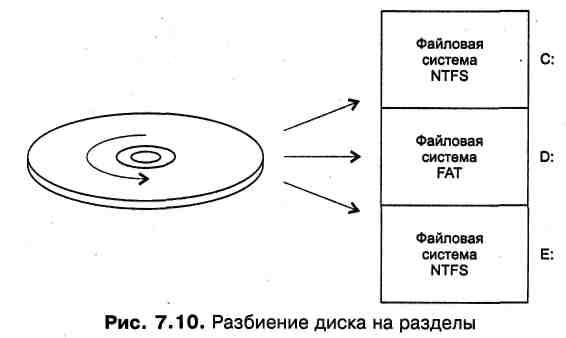 Файловая
система
NTFS
C:
Файловая
система
FAT
D:
Файловая
система
NTFS
E:
Рис. 7.10. Разбиение диска на разделы